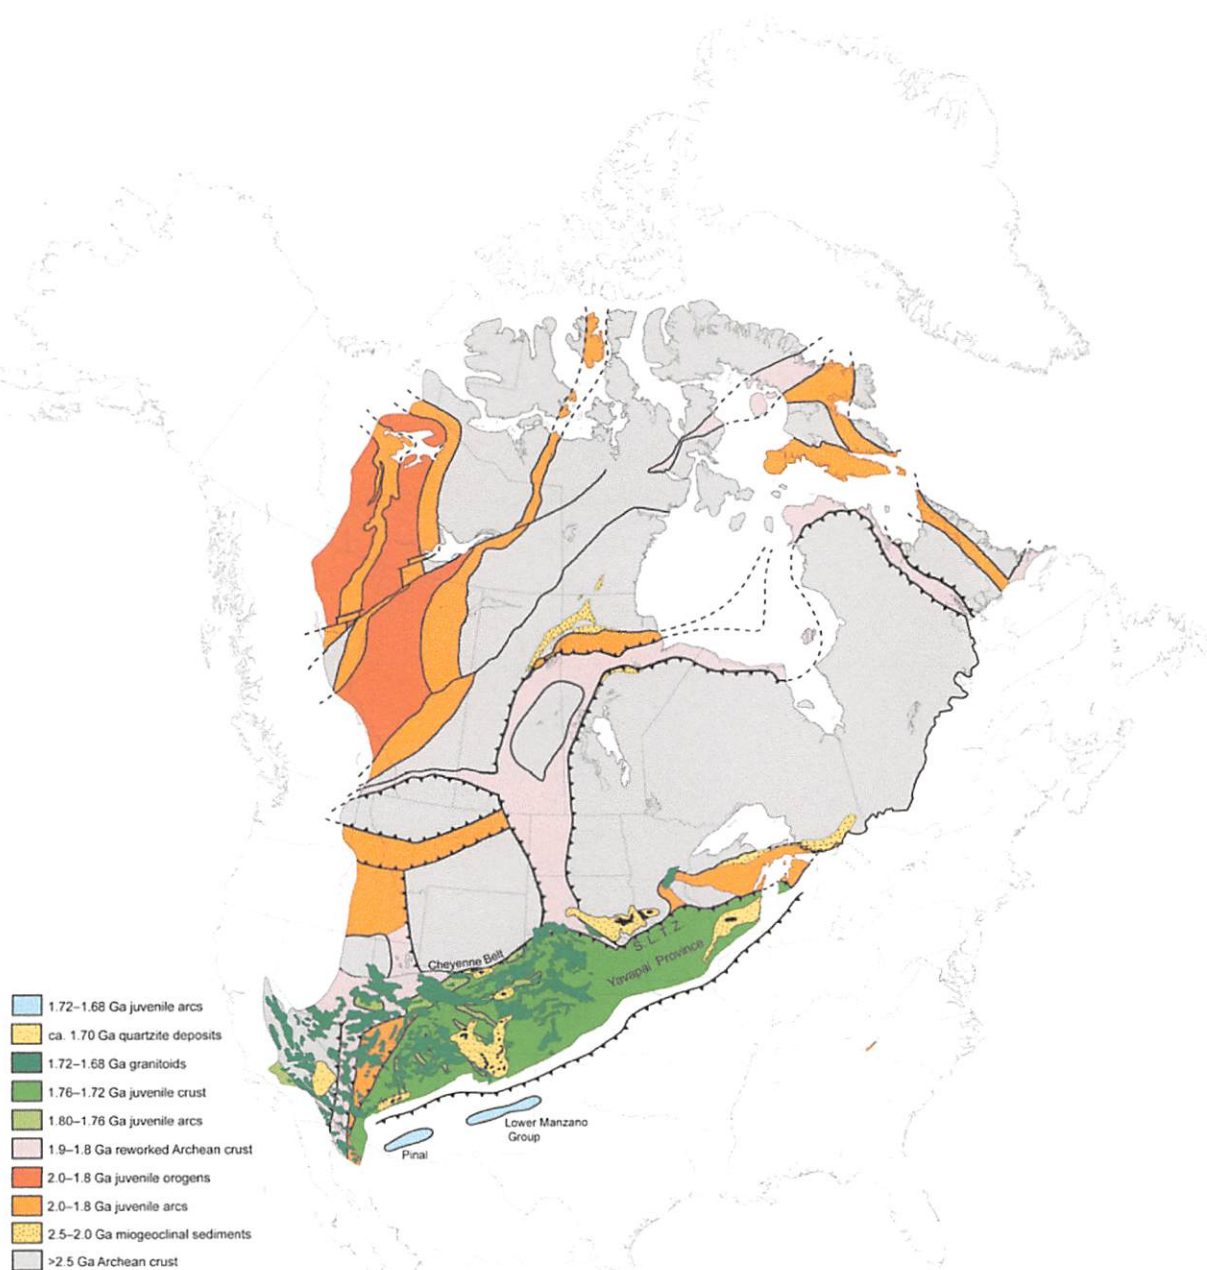 Cheyenne Belt
S. L. T. Z.
Yavapai Province
1.72–1.68 Ga juvenile arcs
ca. 1.70 Ga quartzite deposits
1.72–1.68 Ga granitoids
1.76–1.72 Ga juvenile crust
1.80–1.76 Ga juvenile arcs
1.9–1.8 Ga reworked Archean crust
2.0–1.8 Ga juvenile orogens
2.0–1.8 Ga juvenile arcs
2.5–2.0 Ga miogeoclinal sediments
>2.5 Ga Archean crust
Lower Manzano
Group
Pinal